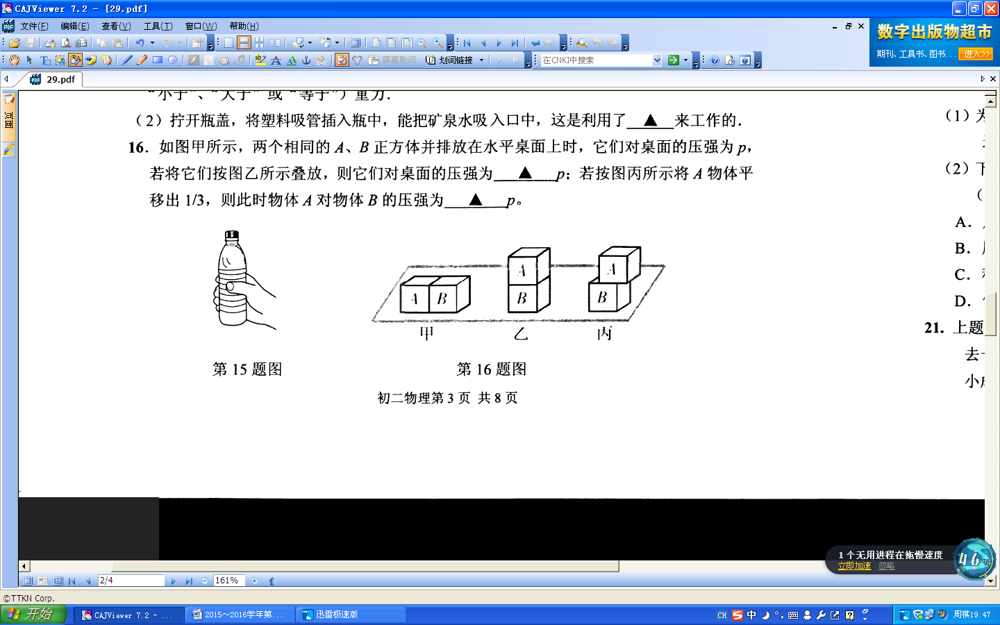 CAJViewer 7.2 - [29.pdf]
文件(F) 编辑(E) 查看(V) 工具(T) 窗口(W) 帮助(H)
数字出版物超市
期刊、工具书、图书... 进入>>
屏幕取词 划词链接 在CNKI中搜索
29.pdf
页面
“小于”、“大于” 或 “等于”）重力.
（2）拧开瓶盖，将塑料吸管插入瓶中，能把矿泉水吸入口中，这是利用了▲来工作的.
16. 如图甲所示，两个相同的 A、B 正方体并排放在水平桌面上时，它们对桌面的压强为 p，
若将它们按图乙所示叠放，则它们对桌面的压强为▲p；若按图丙所示将 A 物体平
移出 1/3，则此时物体 A 对物体 B 的压强为▲p。
A B A B A B
甲 乙 丙
第 15 题图 第 16 题图
初二物理第 3 页 共 8 页
（1）为
（2）下
（
A.
B.
C.
D.
21. 上题
去一
小
1 个无用进程在拖慢速度
立即加速 忽略
46%
2/4 161%
©TTKN Corp.
开始 CAJViewer 7.2 - ... 2015～2016学年第... 迅雷极速版 CH 中 周祺19:47